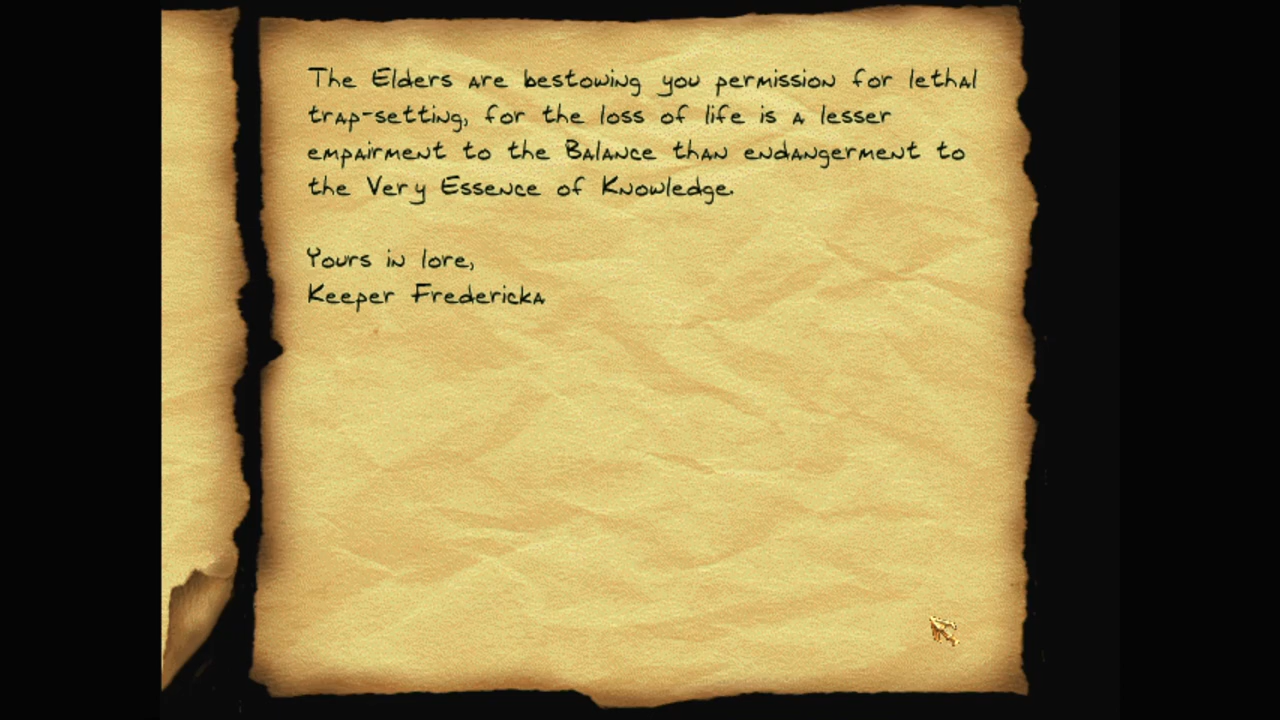 The Elders are bestowing you permission for lethal
trap-setting, for the loss of life is a lesser
empairment to the Balance than endangerment to
the Very Essence of Knowledge.
Yours in lore,
Keeper Fredericka